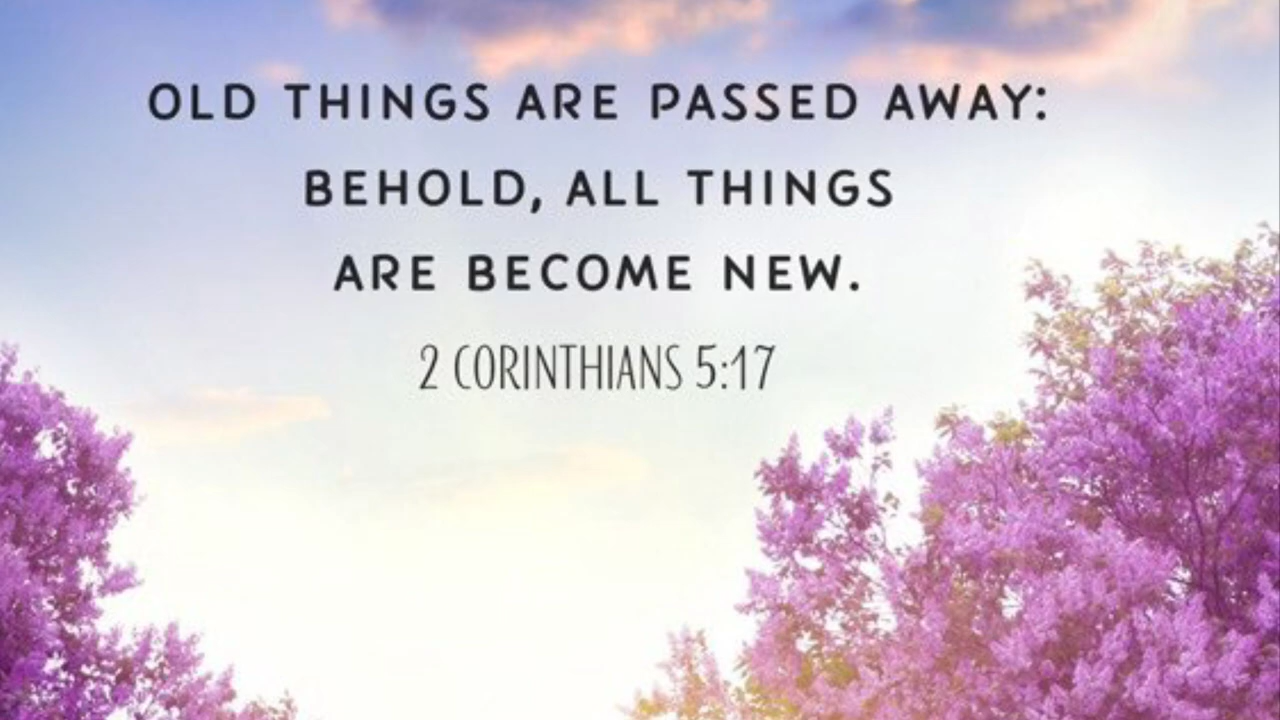 OLD THINGS ARE PASSED AWAY:
BEHOLD, ALL THINGS
ARE BECOME NEW.
2 CORINTHIANS 5:17